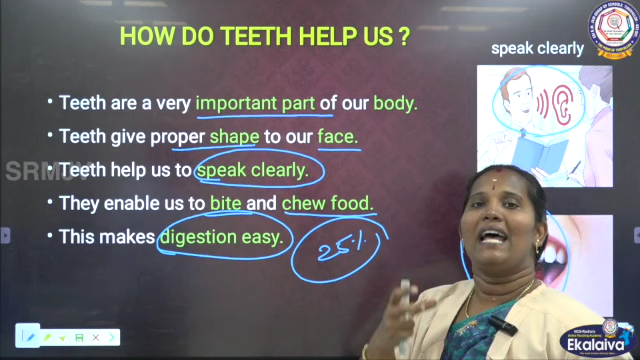 HOW DO TEETH HELP US ?
speak clearly
• Teeth are a very important part of our body.
• Teeth give proper shape to our face.
• Teeth help us to speak clearly.
SRM
• They enable us to bite and chew food.
• This makes digestion easy.
25%
SRM
Ekalaiva